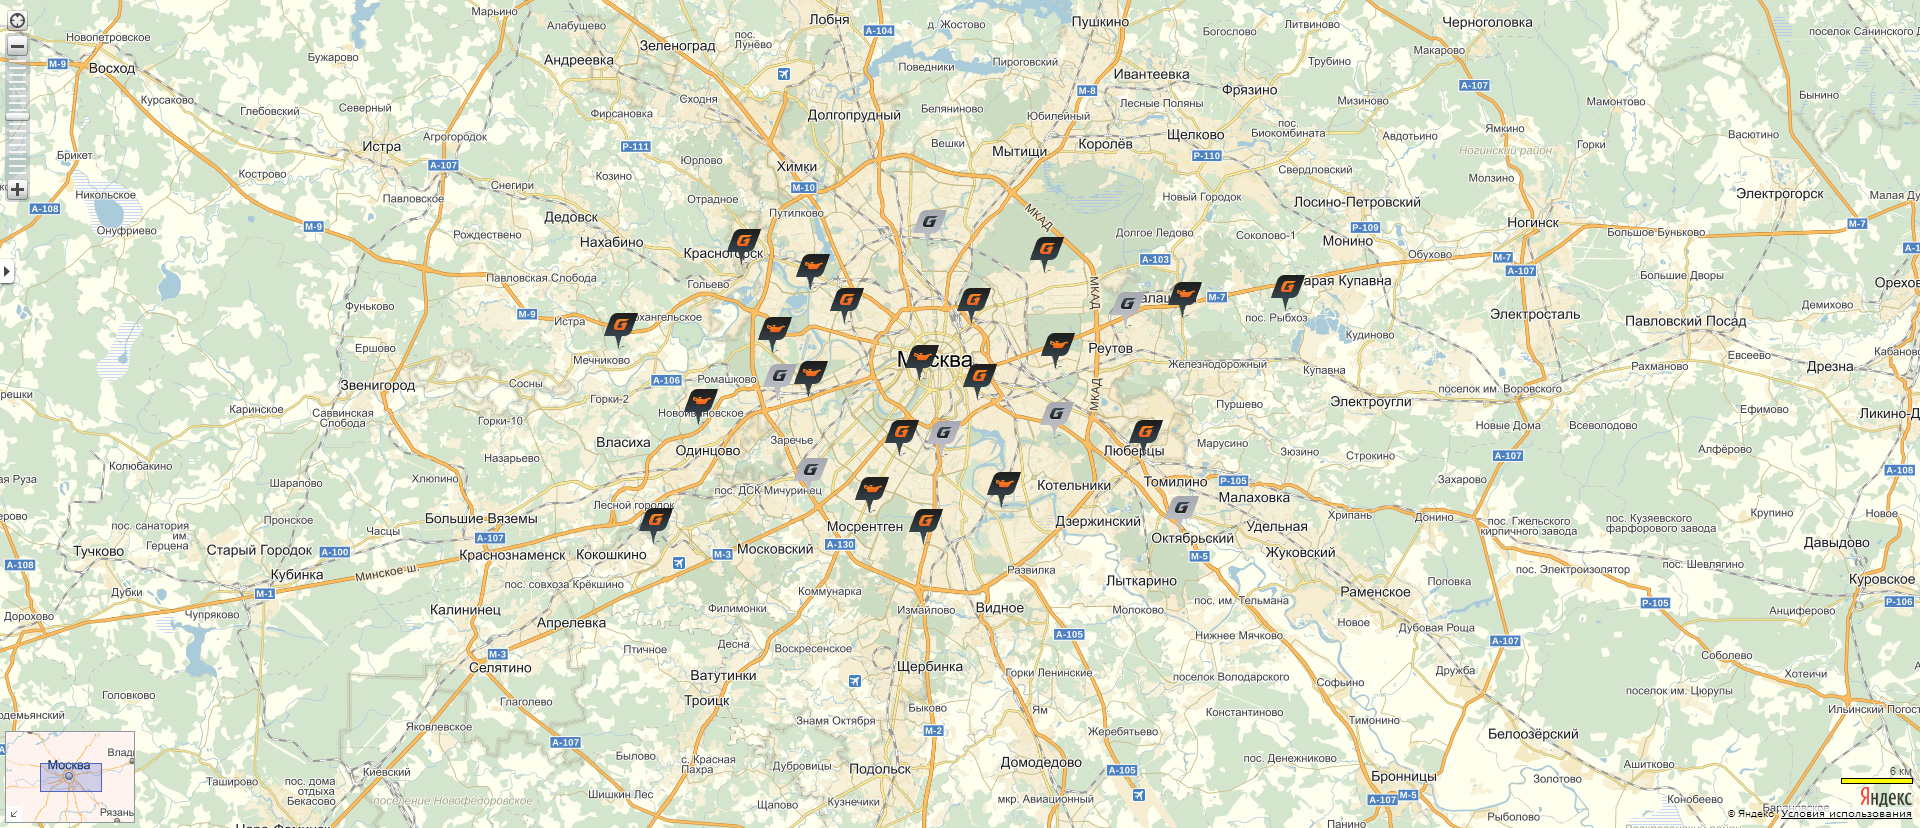 Марьино
Лобня
А-104
д. Жостово
Пушкино
Литвиново
Черноголовка
Новопетровское
Алабушево
пос.
Лунёво
Богослово
поселок Санинского Д
Зеленоград
Макарово
М-9
Бужарово
Андреевка
Поведники
Пироговский
Трубино
Восход
Ивантеевка
М-8
Фрязино
А-107
Курсаково
Глебовский
Северный
Сходня
Беляниново
Лесные Поляны
Мизиново
Мамонтово
Бынино
Фирсановка
Долгопрудный
Юбилейный
пос.
Биокомбината
Щелково
Авдотьино
Ямкино
Васютино
Истра
Агрогородок
Р-111
Вешки
Мытищи
Королёв
Ногинский район
Горки
Брикет
А-107
Юрлово
Химки
Р-110
Свердловский
Кострово
Снегири
Козино
М-10
Молзино
Никольское
Павловское
Отрадное
Новый Городок
Лосино-Петровский
Электрогорск
Малая Ду
А-108
Дедовск
Путилково
МКАД
Ногинск
М-7
Онуфриево
М-9
Рождествено
Нахабино
Долгое Ледово
Соколово-1
Р-109
Монино
Большое Буньково
Красногорск
А-103
Обухово
М-7
А-1
А-107
Павловская Слобода
Гольево
МКАД
М-7
Большие Дворы
Орехов
Фуньково
М-9
Истра
пос. Рыбхоз
Электросталь
Павловский Посад
Демихово
Ершово
Мечниково
Москва
Реутов
Кудиново
Кабаново
Евсеево
Звенигород
Сосны
А-106
Ромашково
Железнодорожный
Купавна
Рахманово
Дрезна
Горки-2
МКАД
поселок им. Воровского
Каринское
Саввинская
Слобода
Пуршево
Электроугли
Ефимово
Ликино-Д
Горки-10
Новые Дома
Всеволодово
Власиха
Заречье
Марусино
Колюбакино
Назарьево
Одинцово
Люберцы
Зюзино
Строкино
А-107
Алфёрово
А-108
ая Руза
Шарапово
Хлюпино
пос. ДСК Мичуринец
Котельники
Томилино
Р-105
Малаховка
Захарово
Лесной городок
Хрипань
Донино
Крупино
Новое
пос. санатория
им.
Герцена
Пронское
Часцы
Большие Вяземы
Мосрентген
Дзержинский
Удельная
пос. Гжельского
кирпичного завода
пос. Кузяевского
фарфорового завода
А-107
Октябрьский
Тучково
Старый Городок
А-100
Краснознаменск
Кокошкино
М-3
Московский
А-130
М-5
Жуковский
Давыдово
А-108
Кубинка
Минское ш.
Развилка
Лыткарино
пос. Электроизолятор
пос. Шевлягино
Дубки
М-1
пос. совхоза Крёкшино
Коммунарка
Раменское
Поповка
Куровское
Дорохово
Чупряково
Калининец
Филимонки
Измайлово
Видное
Молоково
пос. им. Тельмана
Р-105
Анциферово
Р-106
Апрелевка
Новое
Дубовая Роща
А-105
Нижнее Мячково
А-107
М-3
Птичное
Десна
Воскресенское
Селятино
Щербинка
Горки Ленинские
поселок Володарского
Дружба
Соболево
Хотеичи
Ватутинки
Софьино
поселок им. Цюрупы
Головково
Троицк
Глаголево
Быково
Ям
Константиново
Ильинский Погост
Яковлевское
Знамя Октября
М-2
Жеребятьево
Тимонино
Белоозёрский
А-107
Былово
с. Красная
Пахра
Дубровицы
Подольск
Домодедово
А-105
пос. Денежниково
Ашитково
6 км
Москва
Киевский
Бронницы
Золотово
Таширово
пос. дома
отдыха
Бекасово
поселение Новофедоровское
Шишкин Лес
Щапово
Кузнечики
мкр. Авиационный
А-107
М-5
Конобеево
Яндекс
Рязань
Рыболово
Панино
© Яндекс Условия использования